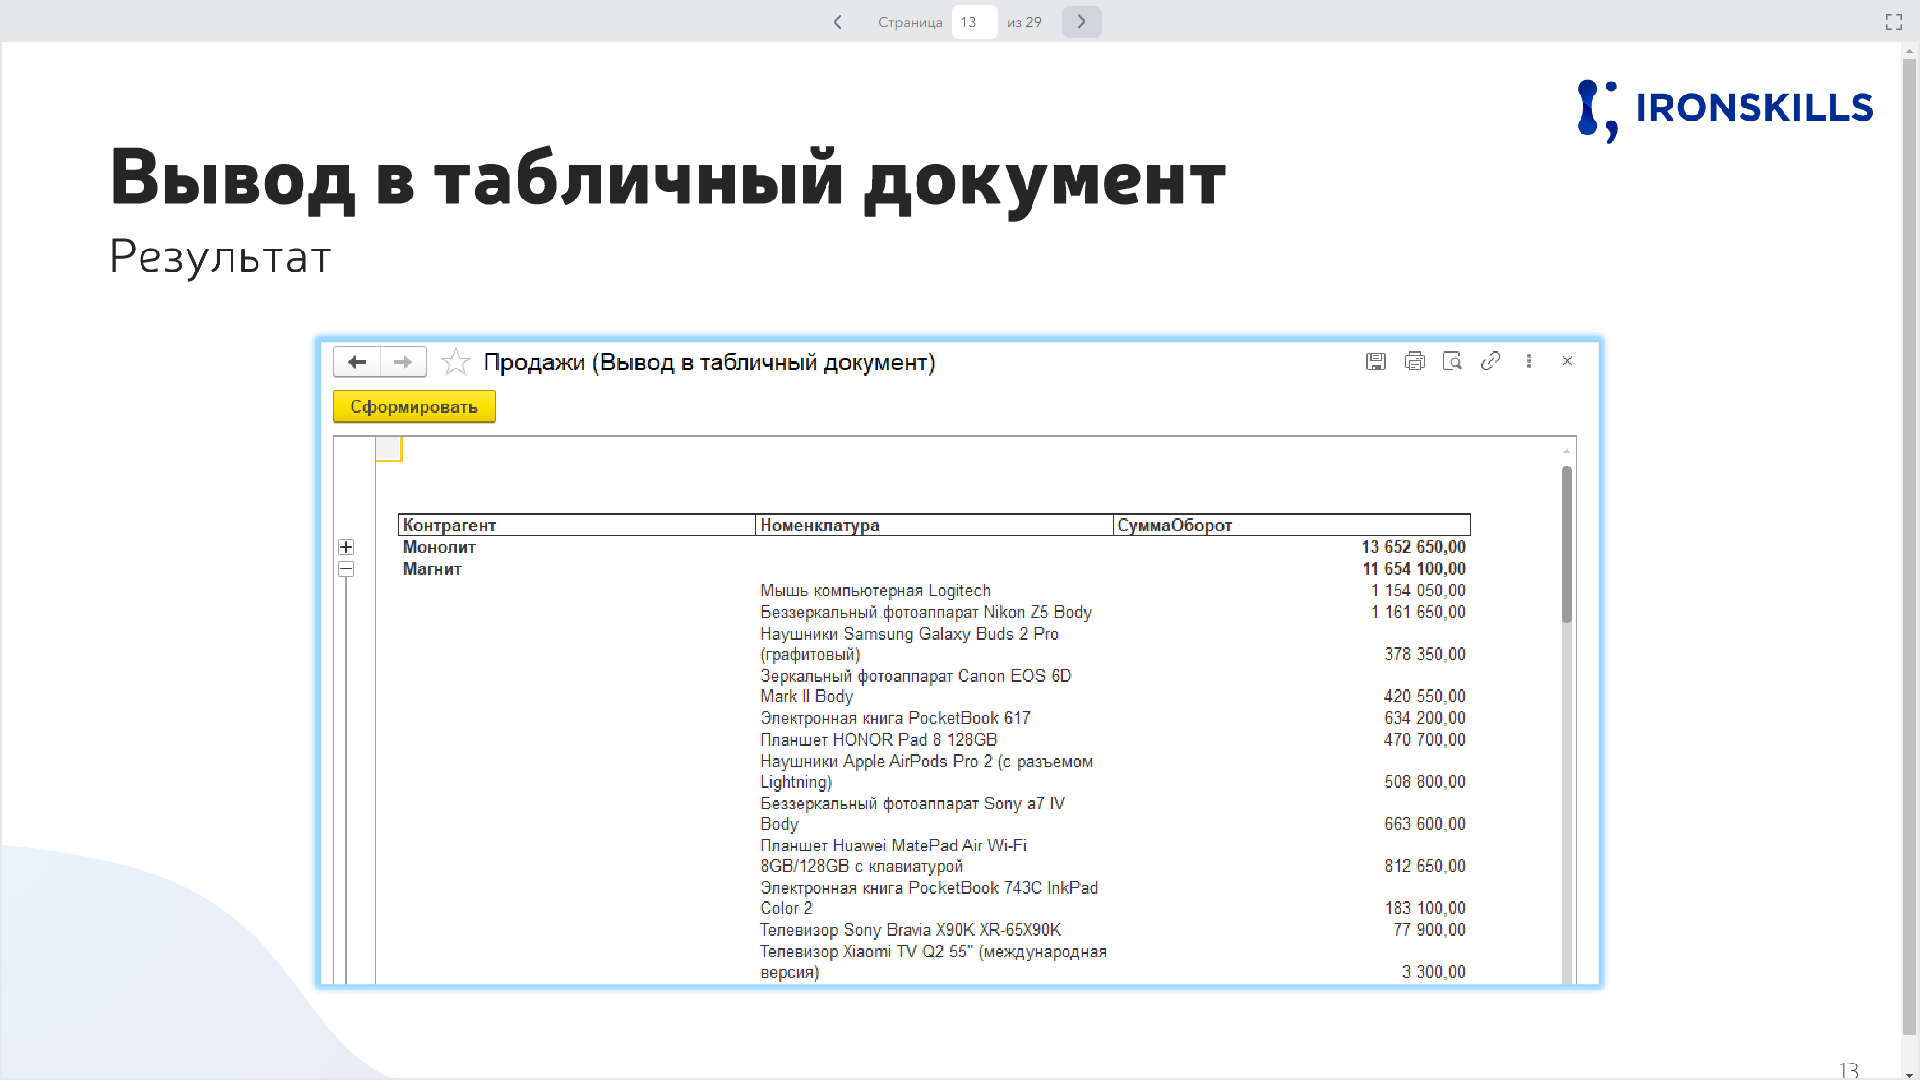 Страница 13 из 29
IRONSKILLS
Вывод в табличный документ
Результат
Продажи (Вывод в табличный документ)
Сформировать
Контрагент Номенклатура СуммаОборот
Монолит 13 652 650,00
Магнит 11 654 100,00
Мышь компьютерная Logitech 1 154 050,00
Беззеркальный фотоаппарат Nikon Z5 Body 1 161 650,00
Наушники Samsung Galaxy Buds 2 Pro
(графитовый) 378 350,00
Зеркальный фотоаппарат Canon EOS 6D
Mark II Body 420 550,00
Электронная книга PocketBook 617 634 200,00
Планшет HONOR Pad 8 128GB 470 700,00
Наушники Apple AirPods Pro 2 (с разъемом
Lightning) 508 800,00
Беззеркальный фотоаппарат Sony a7 IV
Body 663 600,00
Планшет Huawei MatePad Air Wi-Fi
8GB/128GB с клавиатурой 812 650,00
Электронная книга PocketBook 743C InkPad
Color 2 183 100,00
Телевизор Sony Bravia X90K XR-65X90K 77 900,00
Телевизор Xiaomi TV Q2 55" (международная
версия) 3 300,00
13